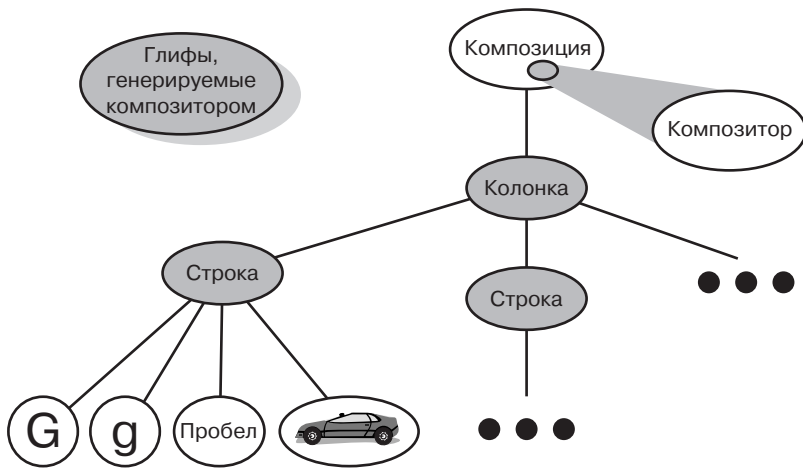 Глифы,
генерируемые
композитором
Композиция
Композитор
Колонка
Строка
Строка
G
g
Пробел